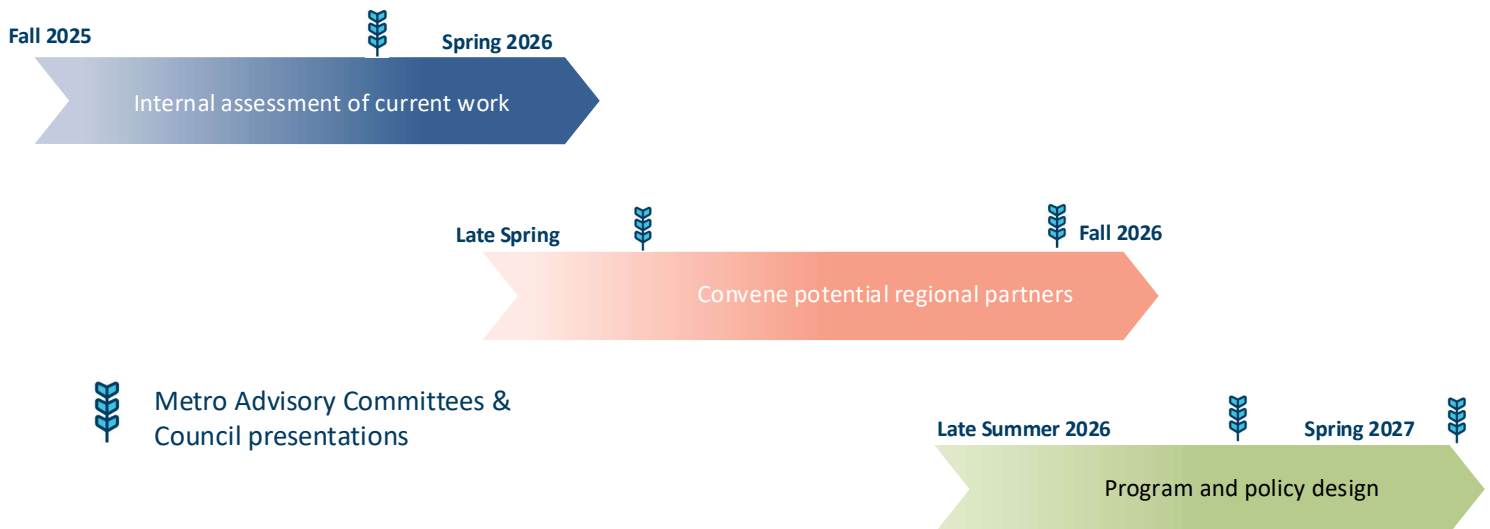 Fall 2025
Spring 2026
Internal assessment of current work
Late Spring
Fall 2026
Convene potential regional partners
Metro Advisory Committees &
Council presentations
Late Summer 2026
Spring 2027
Program and policy design